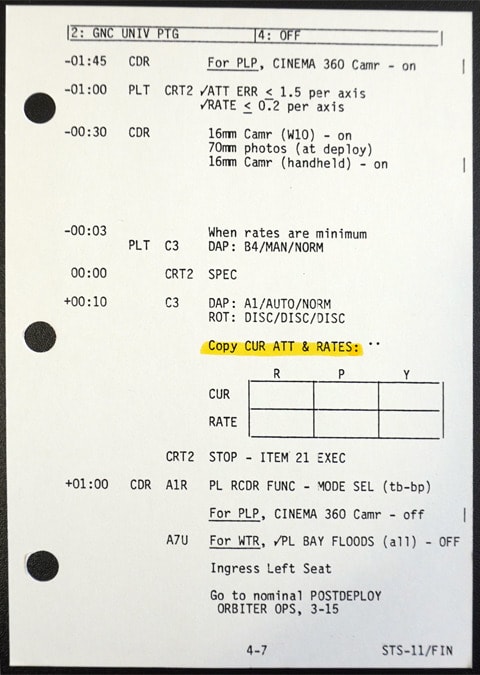 2: GNC UNIV PTG 4: OFF
-01:45 CDR For PLP, CINEMA 360 Camr - on
-01:00 PLT CRT2 ✓ATT ERR ≤ 1.5 per axis
✓RATE ≤ 0.2 per axis
-00:30 CDR 16mm Camr (W10) - on
70mm photos (at deploy)
16mm Camr (handheld) - on
-00:03 When rates are minimum
PLT C3 DAP: B4/MAN/NORM
00:00 CRT2 SPEC
+00:10 C3 DAP: A1/AUTO/NORM
ROT: DISC/DISC/DISC
Copy CUR ATT & RATES:
R P Y
CUR
RATE
CRT2 STOP - ITEM 21 EXEC
+01:00 CDR A1R PL RCDR FUNC - MODE SEL (tb-bp)
For PLP, CINEMA 360 Camr - off
A7U For WTR, ✓PL BAY FLOODS (all) - OFF
Ingress Left Seat
Go to nominal POSTDEPLOY
ORBITER OPS, 3-15
4-7 STS-11/FIN